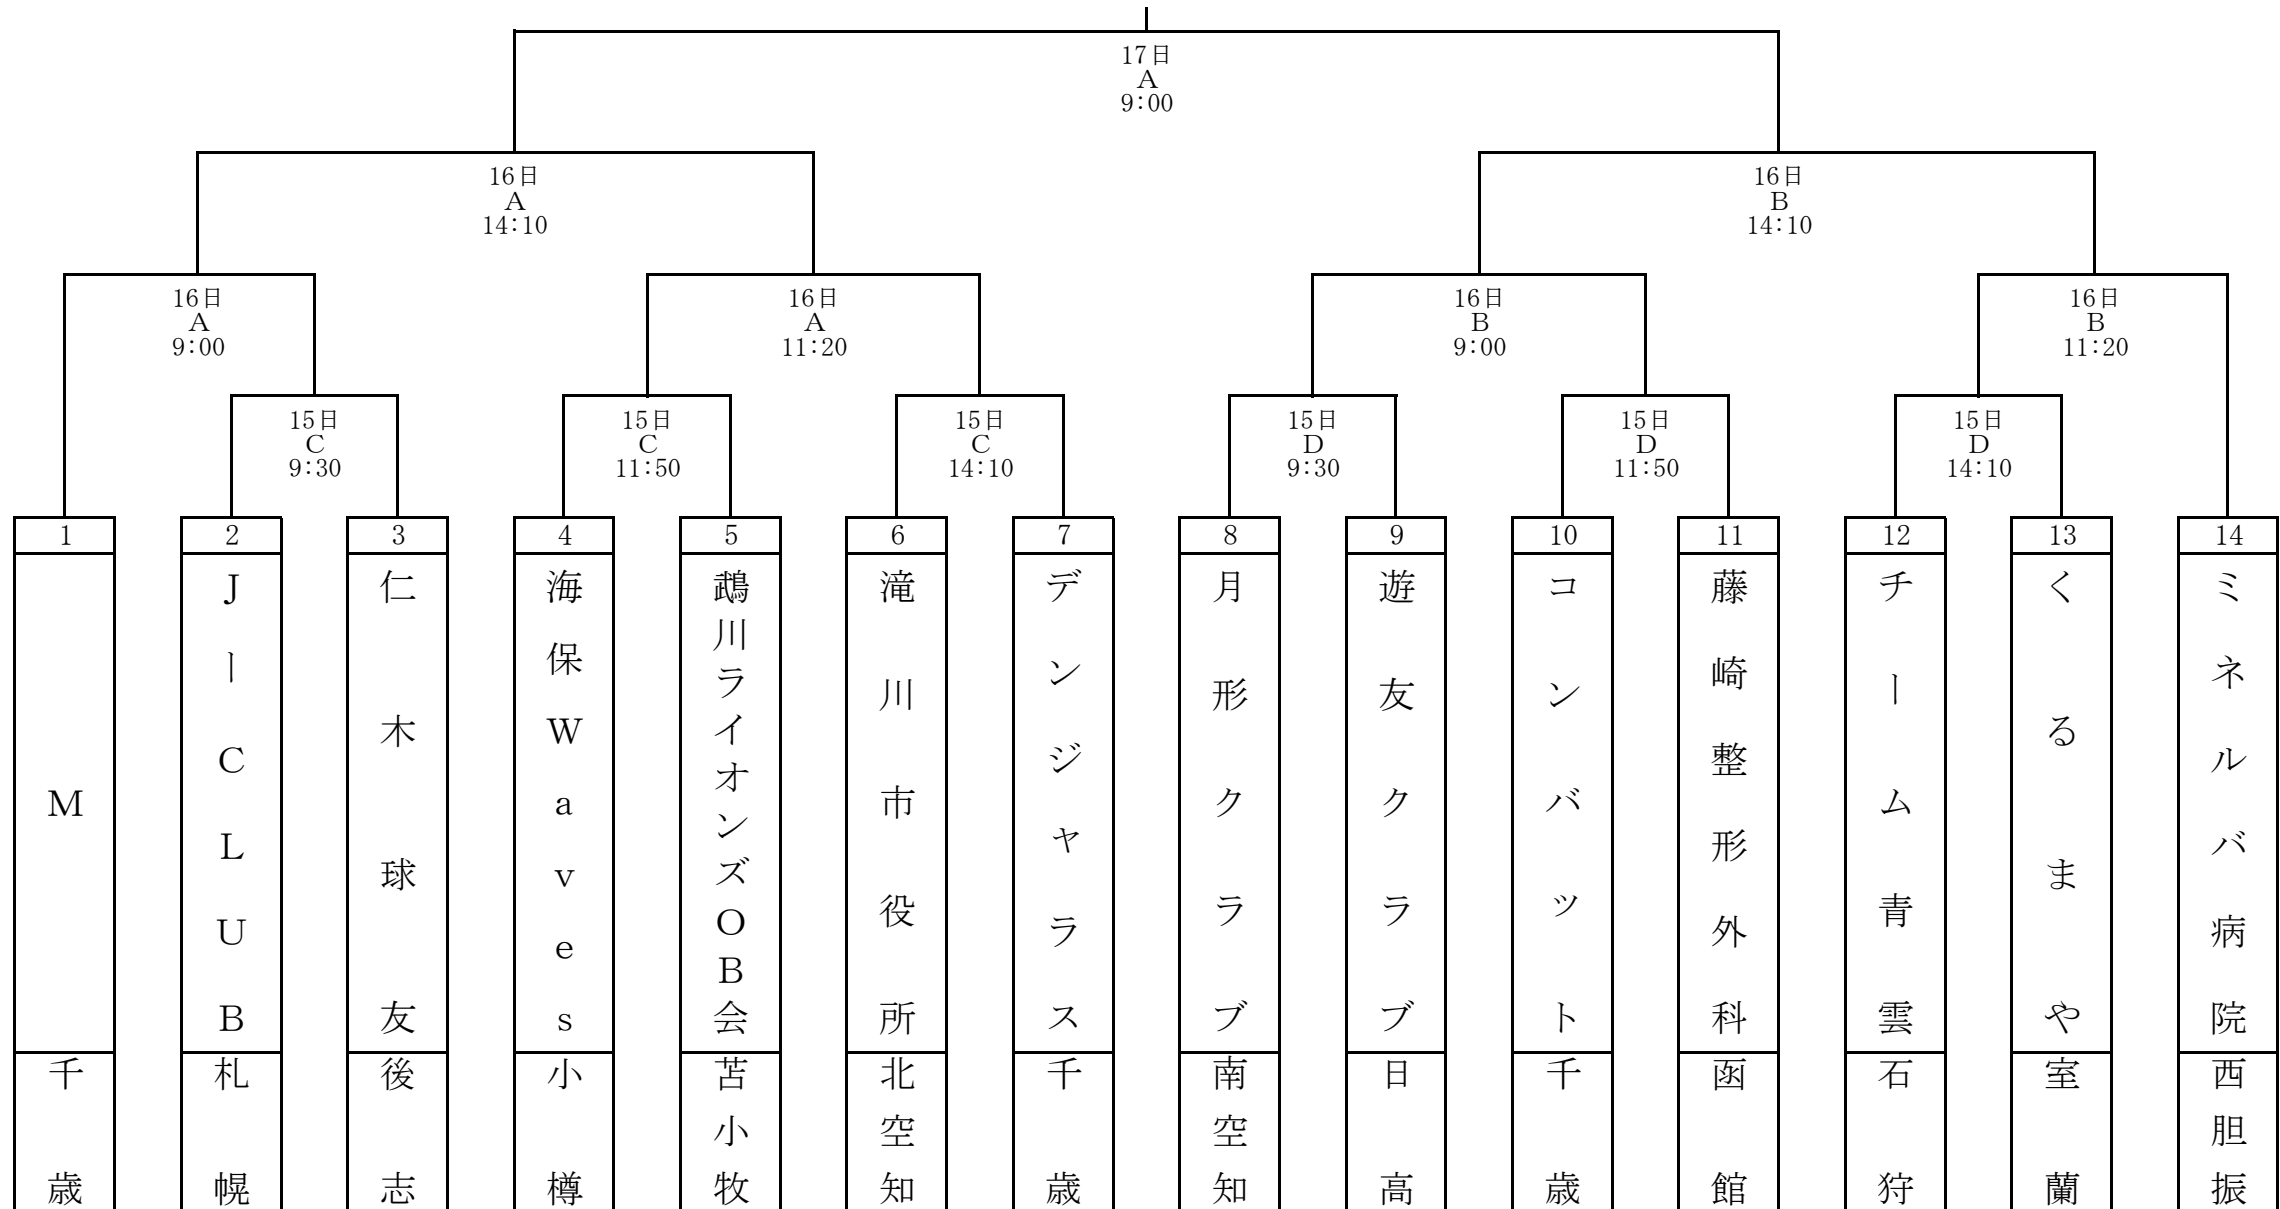 17日
A
9:00
16日
A
14:10
16日
B
14:10
16日
A
9:00
16日
A
11:20
16日
B
9:00
16日
B
11:20
15日
C
9:30
15日
C
11:50
15日
C
14:10
15日
D
9:30
15日
D
11:50
15日
D
14:10
1
M
千歳
2
JーCLUB
札幌
3
仁木球友
後志
4
海保Waves
小樽
5
鵡川ライオンズOB会
苫小牧
6
滝川市役所
北空知
7
デンジャラス
千歳
8
月形クラブ
南空知
9
遊友クラブ
日高
10
コンバット
千歳
11
藤崎整形外科
函館
12
チーム青雲
石狩
13
くるまや
室蘭
14
ミネルバ病院
西胆振